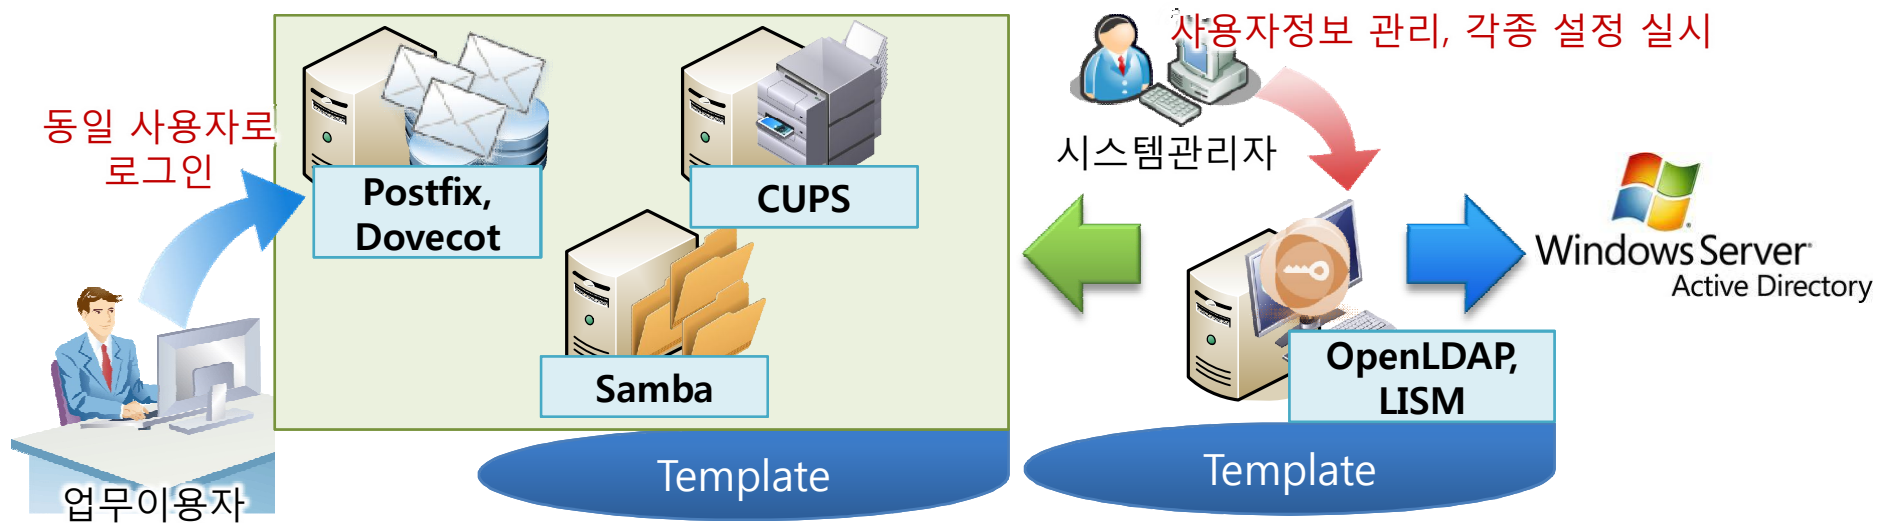 사용자정보 관리, 각종 설정 실시
동일 사용자로
로그인
시스템관리자
Postfix,
Dovecot
CUPS
Samba
Windows Server
Active Directory
OpenLDAP,
LISM
Template
Template
업무이용자